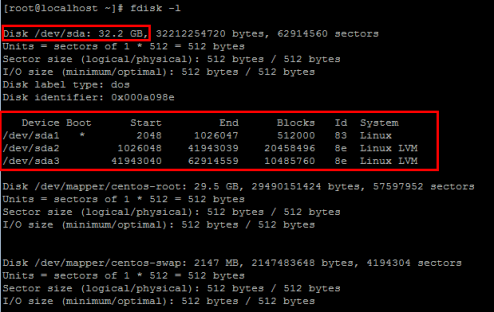 [root@localhost ~]# fdisk -l
Disk /dev/sda: 32.2 GB, 32212254720 bytes, 62914560 sectors
Units = sectors of 1 * 512 = 512 bytes
Sector size (logical/physical): 512 bytes / 512 bytes
I/O size (minimum/optimal): 512 bytes / 512 bytes
Disk label type: dos
Disk identifier: 0x000a098e
Device Boot Start End Blocks Id System
/dev/sda1 * 2048 1026047 512000 83 Linux
/dev/sda2 1026048 41943039 20458496 8e Linux LVM
/dev/sda3 41943040 62914559 10485760 8e Linux LVM
Disk /dev/mapper/centos-root: 29.5 GB, 29490151424 bytes, 57597952 sectors
Units = sectors of 1 * 512 = 512 bytes
Sector size (logical/physical): 512 bytes / 512 bytes
I/O size (minimum/optimal): 512 bytes / 512 bytes
Disk /dev/mapper/centos-swap: 2147 MB, 2147483648 bytes, 4194304 sectors
Units = sectors of 1 * 512 = 512 bytes
Sector size (logical/physical): 512 bytes / 512 bytes
I/O size (minimum/optimal): 512 bytes / 512 bytes